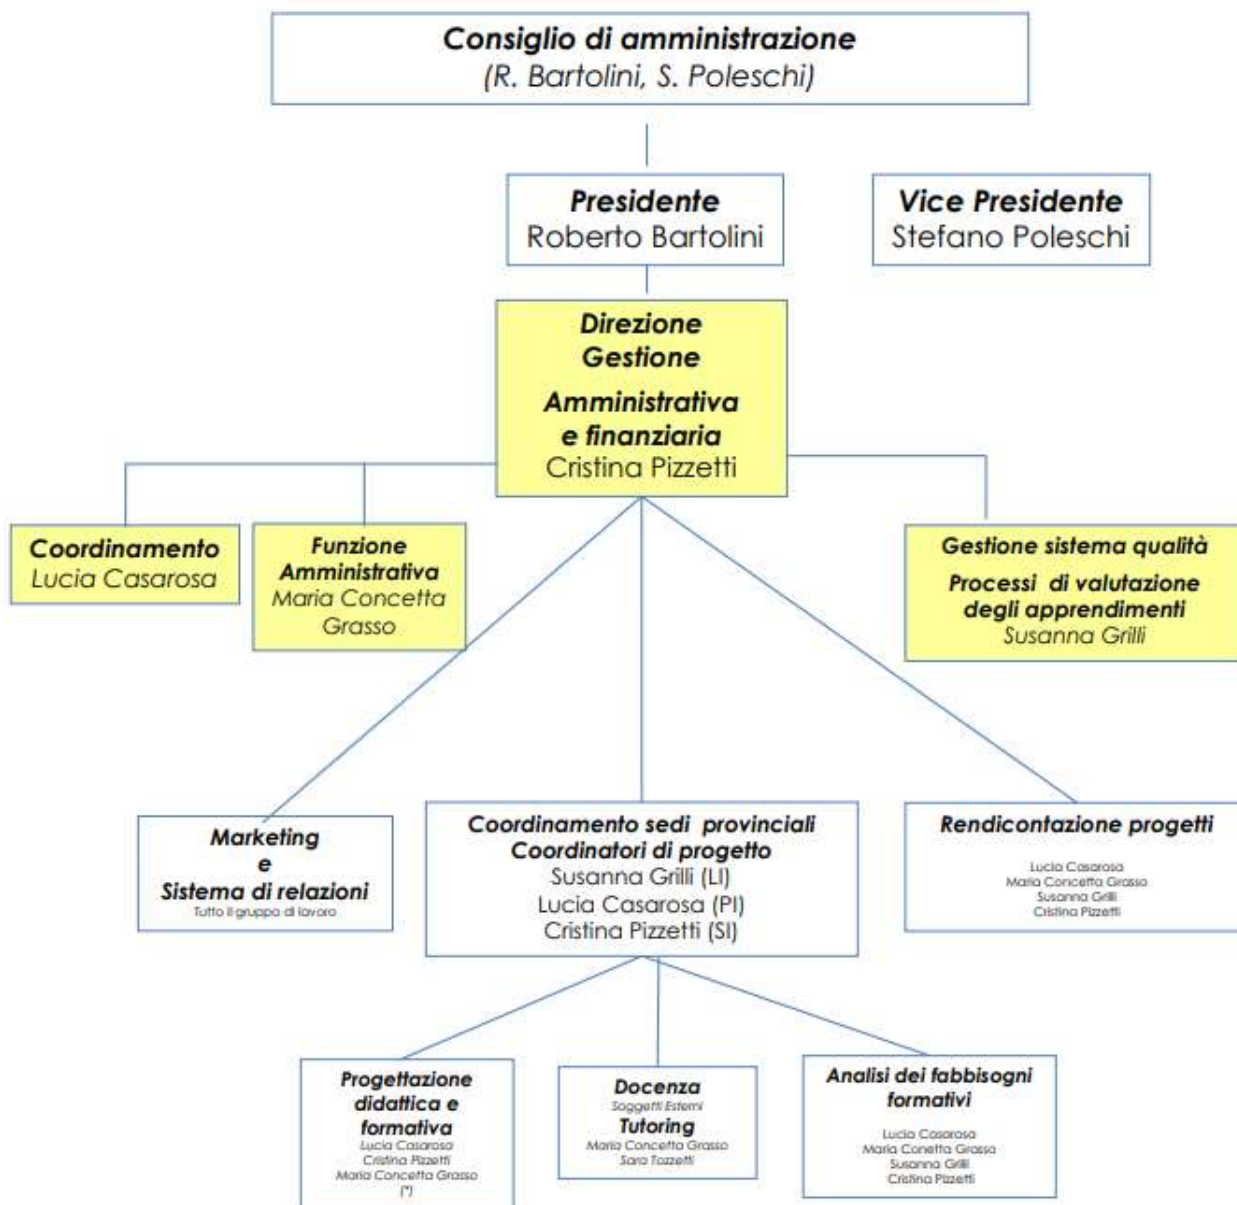 Consiglio di amministrazione
(R. Bartolini, S. Poleschi)
Presidente
Roberto Bartolini
Vice Presidente
Stefano Poleschi
Direzione
Gestione
Amministrativa
e finanziaria
Cristina Pizzetti
Coordinamento
Lucia Casarosa
Funzione
Amministrativa
Maria Concetta
Grasso
Gestione sistema qualità
Processi di valutazione
degli apprendimenti
Susanna Grilli
Marketing
e
Sistema di relazioni
Tutto il gruppo di lavoro
Coordinamento sedi provinciali
Coordinatori di progetto
Susanna Grilli (LI)
Lucia Casarosa (PI)
Cristina Pizzetti (SI)
Rendicontazione progetti
Lucia Casarosa
Maria Concetta Grasso
Susanna Grilli
Cristina Pizzetti
Progettazione
didattica e
formativa
Lucia Casarosa
Cristina Pizzetti
Maria Concetta Grasso
(*)
Docenza
Soggetti Esterni
Tutoring
Maria Concetta Grasso
Sara Tozzetti
Analisi dei fabbisogni
formativi
Lucia Casarosa
Maria Conetta Grasso
Susanna Grilli
Cristina Pizzetti